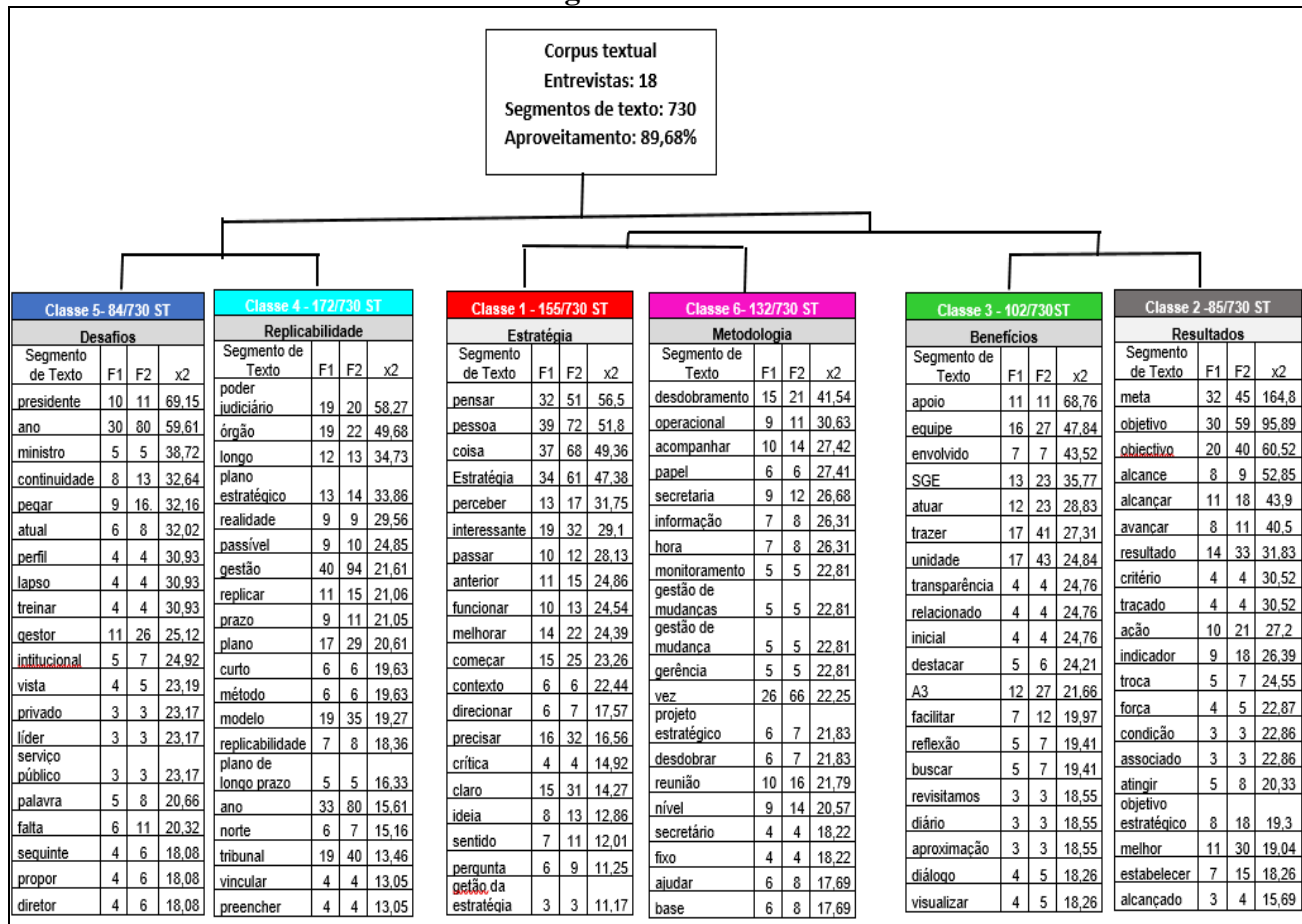 Corpus textual
Entrevistas: 18
Segmentos de texto: 730
Aproveitamento: 89,68%
Classe 5- 84/730 ST
Desafios
Segmento
de Texto F1 F2 x2
presidente 10 11 69,15
ano 30 80 59,61
ministro 5 5 38,72
continuidade 8 13 32,64
pegar 9 16. 32,16
atual 6 8 32,02
perfil 4 4 30,93
lapso 4 4 30,93
treinar 4 4 30,93
gestor 11 26 25,12
intitucional 5 7 24,92
vista 4 5 23,19
privado 3 3 23,17
líder 3 3 23,17
serviço
público 3 3 23,17
palavra 5 8 20,66
falta 6 11 20,32
seguinte 4 6 18,08
propor 4 6 18,08
diretor 4 6 18,08
Classe 4 - 172/730 ST
Replicabilidade
Segmento de
Texto F1 F2 x2
poder
judiciário 19 20 58,27
órgão 19 22 49,68
longo 12 13 34,73
plano
estratégico 13 14 33,86
realidade 9 9 29,56
passível 9 10 24,85
gestão 40 94 21,61
replicar 11 15 21,06
prazo 9 11 21,05
plano 17 29 20,61
curto 6 6 19,63
método 6 6 19,63
modelo 19 35 19,27
replicabilidade 7 8 18,36
plano de
longo prazo 5 5 16,33
ano 33 80 15,61
norte 6 7 15,16
tribunal 19 40 13,46
vincular 4 4 13,05
preencher 4 4 13,05
Classe 1 - 155/730 ST
Estratégia
Segmento
de Texto F1 F2 x2
pensar 32 51 56,5
pessoa 39 72 51,8
coisa 37 68 49,36
Estratégia 34 61 47,38
perceber 13 17 31,75
interessante 19 32 29,1
passar 10 12 28,13
anterior 11 15 24,86
funcionar 10 13 24,54
melhorar 14 22 24,39
começar 15 25 23,26
contexto 6 6 22,44
direcionar 6 7 17,57
precisar 16 32 16,56
crítica 4 4 14,92
claro 15 31 14,27
ideia 8 13 12,86
sentido 7 11 12,01
pergunta 6 9 11,25
getão da
estratégia 3 3 11,17
Classe 6- 132/730 ST
Metodologia
Segmento de
Texto F1 F2 x2
desdobramento 15 21 41,54
operacional 9 11 30,63
acompanhar 10 14 27,42
papel 6 6 27,41
secretaria 9 12 26,68
informação 7 8 26,31
hora 7 8 26,31
monitoramento 5 5 22,81
gestão de
mudanças 5 5 22,81
gestão de
mudança 5 5 22,81
gerência 5 5 22,81
vez 26 66 22,25
projeto
estratégico 6 7 21,83
desdobrar 6 7 21,83
reunião 10 16 21,79
nível 9 14 20,57
secretário 4 4 18,22
fixo 4 4 18,22
ajudar 6 8 17,69
base 6 8 17,69
Classe 3 - 102/730ST
Benefícios
Segmento de
Texto F1 F2 x2
apoio 11 11 68,76
equipe 16 27 47,84
envolvido 7 7 43,52
SGE 13 23 35,77
atuar 12 23 28,83
trazer 17 41 27,31
unidade 17 43 24,84
transparência 4 4 24,76
relacionado 4 4 24,76
inicial 4 4 24,76
destacar 5 6 24,21
A3 12 27 21,66
facilitar 7 12 19,97
reflexão 5 7 19,41
buscar 5 7 19,41
revisitamos 3 3 18,55
diário 3 3 18,55
aproximação 3 3 18,55
diálogo 4 5 18,26
visualizar 4 5 18,26
Classe 2 -85/730 ST
Resultados
Segmento
de Texto F1 F2 x2
meta 32 45 164,8
objetivo 30 59 95,89
objectivo 20 40 60,52
alcance 8 9 52,85
alcançar 11 18 43,9
avançar 8 11 40,5
resultado 14 33 31,83
critério 4 4 30,52
traçado 4 4 30,52
ação 10 21 27,2
indicador 9 18 26,39
troca 5 7 24,55
força 4 5 22,87
condição 3 3 22,86
associado 3 3 22,86
atingir 5 8 20,33
objetivo
estratégico 8 18 19,3
melhor 11 30 19,04
estabelecer 7 15 18,26
alcançado 3 4 15,69